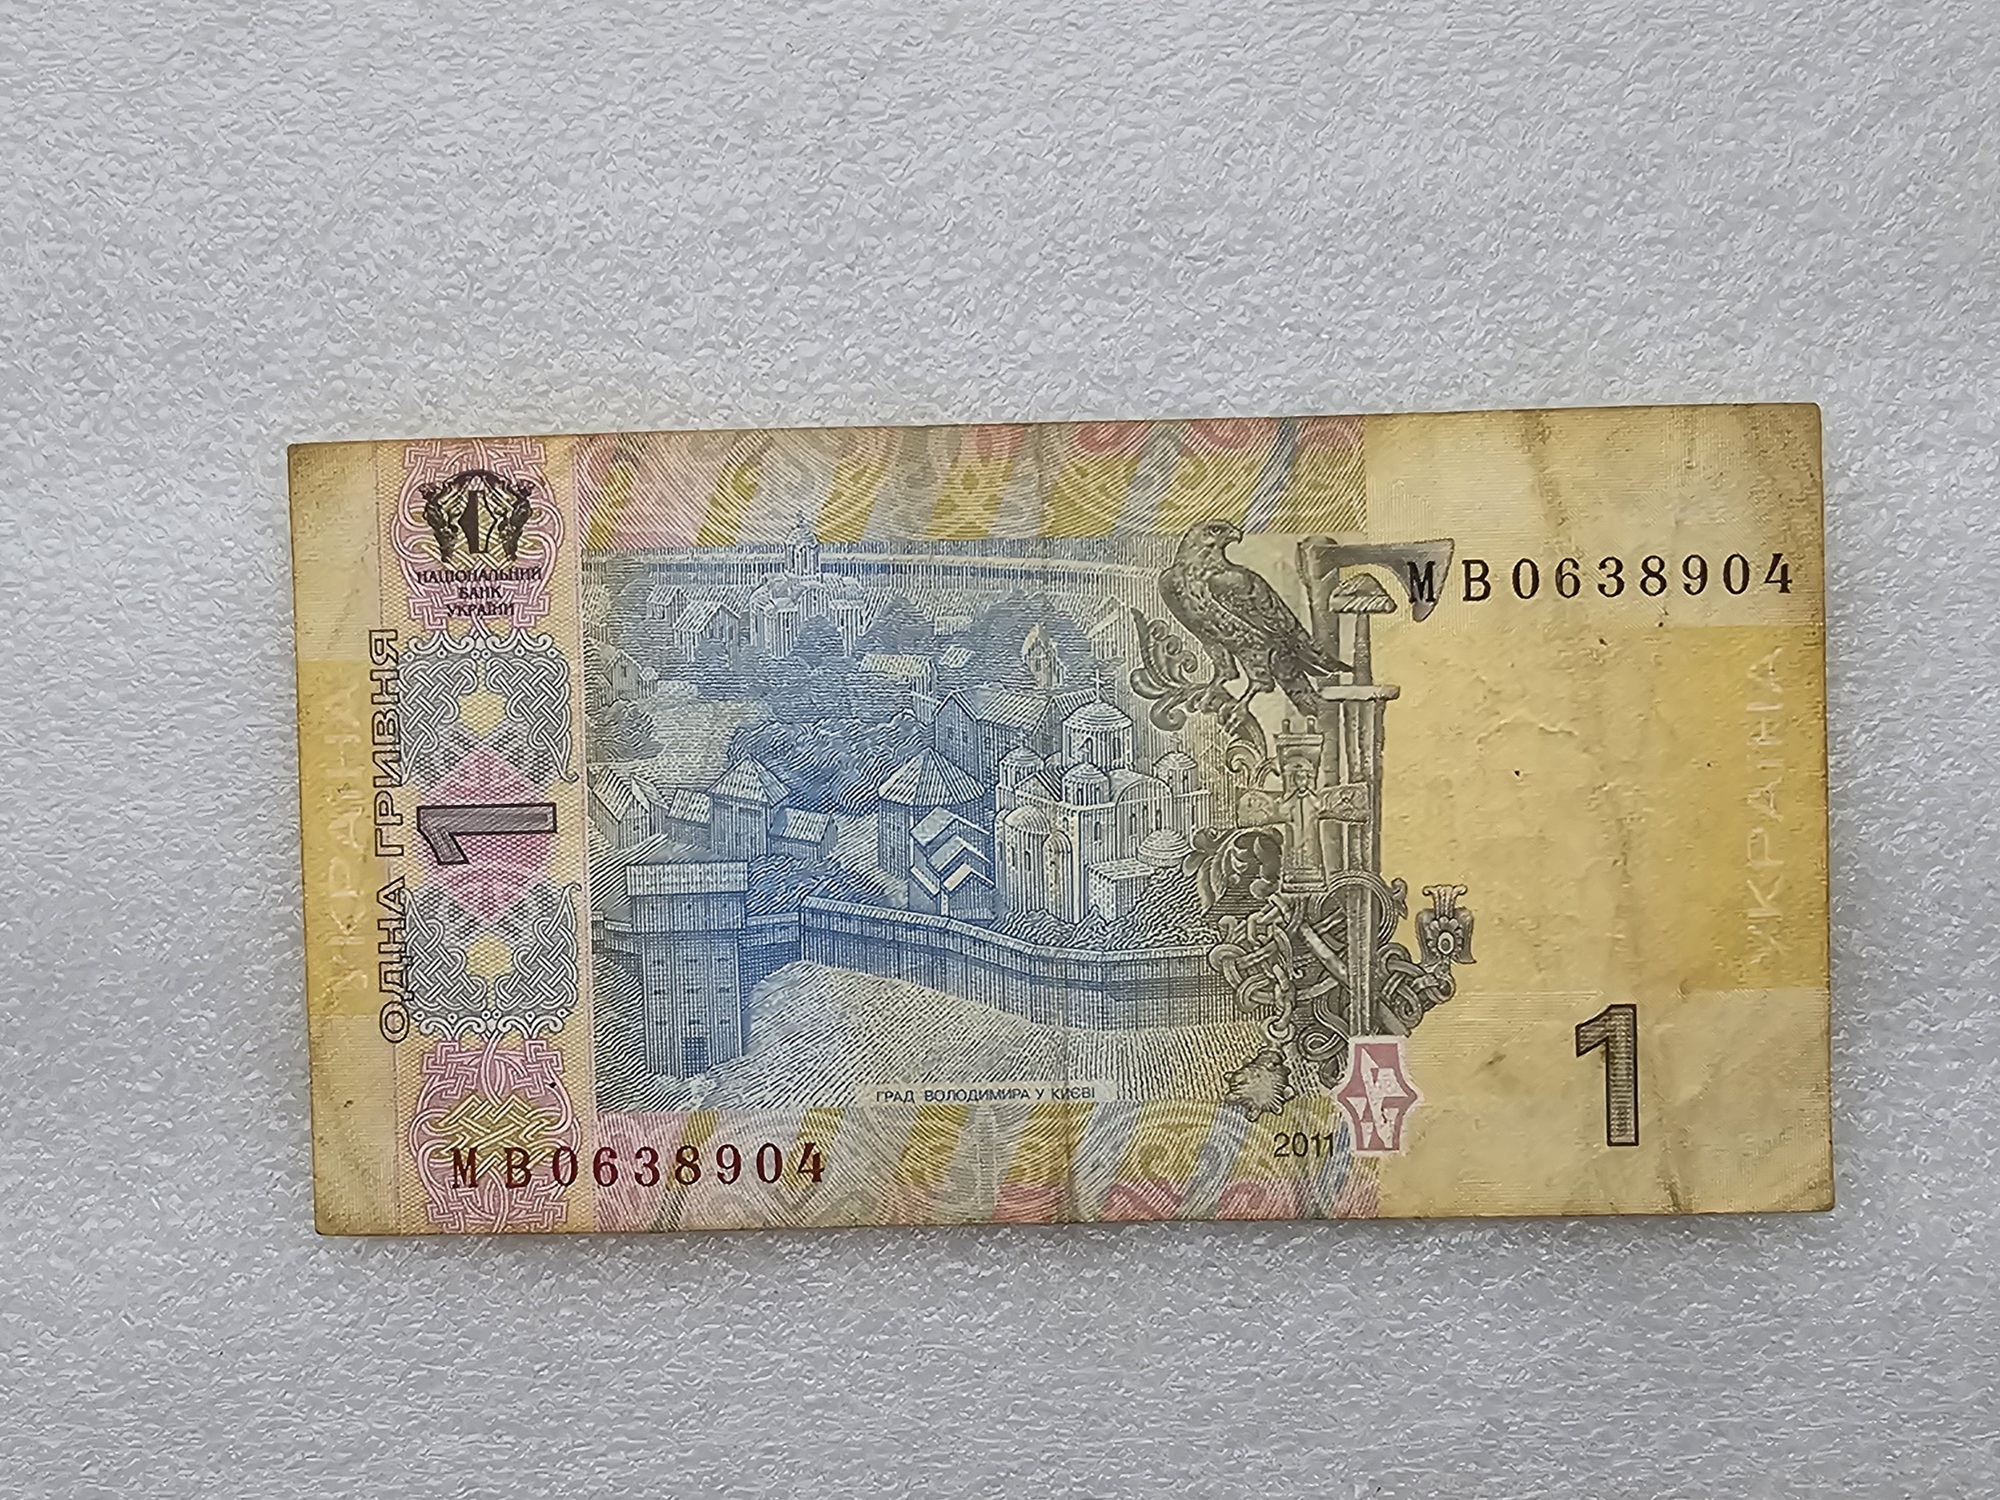 НАЦІОНАЛЬНИЙ
БАНК
УКРАЇНИ
МВ0638904
УКРАЇНА
ОДНА ГРИВНЯ
1
УКРАЇНА
ГРАД ВОЛОДИМИРА У КИЄВІ
2011
1
МВ0638904